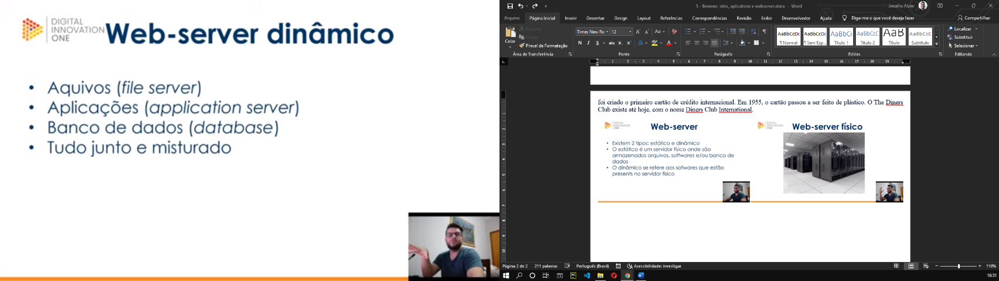 DIGITAL
INNOVATION
ONE
Web-server dinâmico
• Aquivos (file server)
• Aplicações (application server)
• Banco de dados (database)
• Tudo junto e misturado
5 - Browser, sites, aplicativos e webserver.docx - Word
Jorzélio Alzier
Arquivo
Página Inicial
Inserir
Desenhar
Design
Layout
Referências
Correspondências
Revisão
Exibir
Desenvolvedor
Ajuda
Diga-me o que você deseja fazer
Compartilhar
Colar
Recortar
Copiar
Pincel de Formatação
Área de Transferência
Times New Ro
12
N I S
Fonte
Parágrafo
AaBbCcDc
¶ Normal
AaBbCcDc
¶ Sem Esp...
AaBbCc
Título 1
AaBbCcC
Título 2
AaB
Título
AaBbCcD
Subtítulo
Estilos
Localizar
Substituir
Selecionar
Editando
foi criado o primeiro cartão de crédito internacional. Em 1955, o cartão passou a ser feito de plástico. O The Diners
Club existe até hoje, com o nome Diners Club International.
DIGITAL
INNOVATION
ONE
Web-server
• Existem 2 tipos: estático e dinâmico
• O estático é um servidor físico onde são
armazenados arquivos, softwares e/ou banco de
dados
• O dinâmico se refere aos sofwares que estão
presents no servidor físico
DIGITAL
INNOVATION
ONE
Web-server físico
Página 2 de 2
211 palavras
Português (Brasil)
Acessibilidade: investigar
110%
16:31